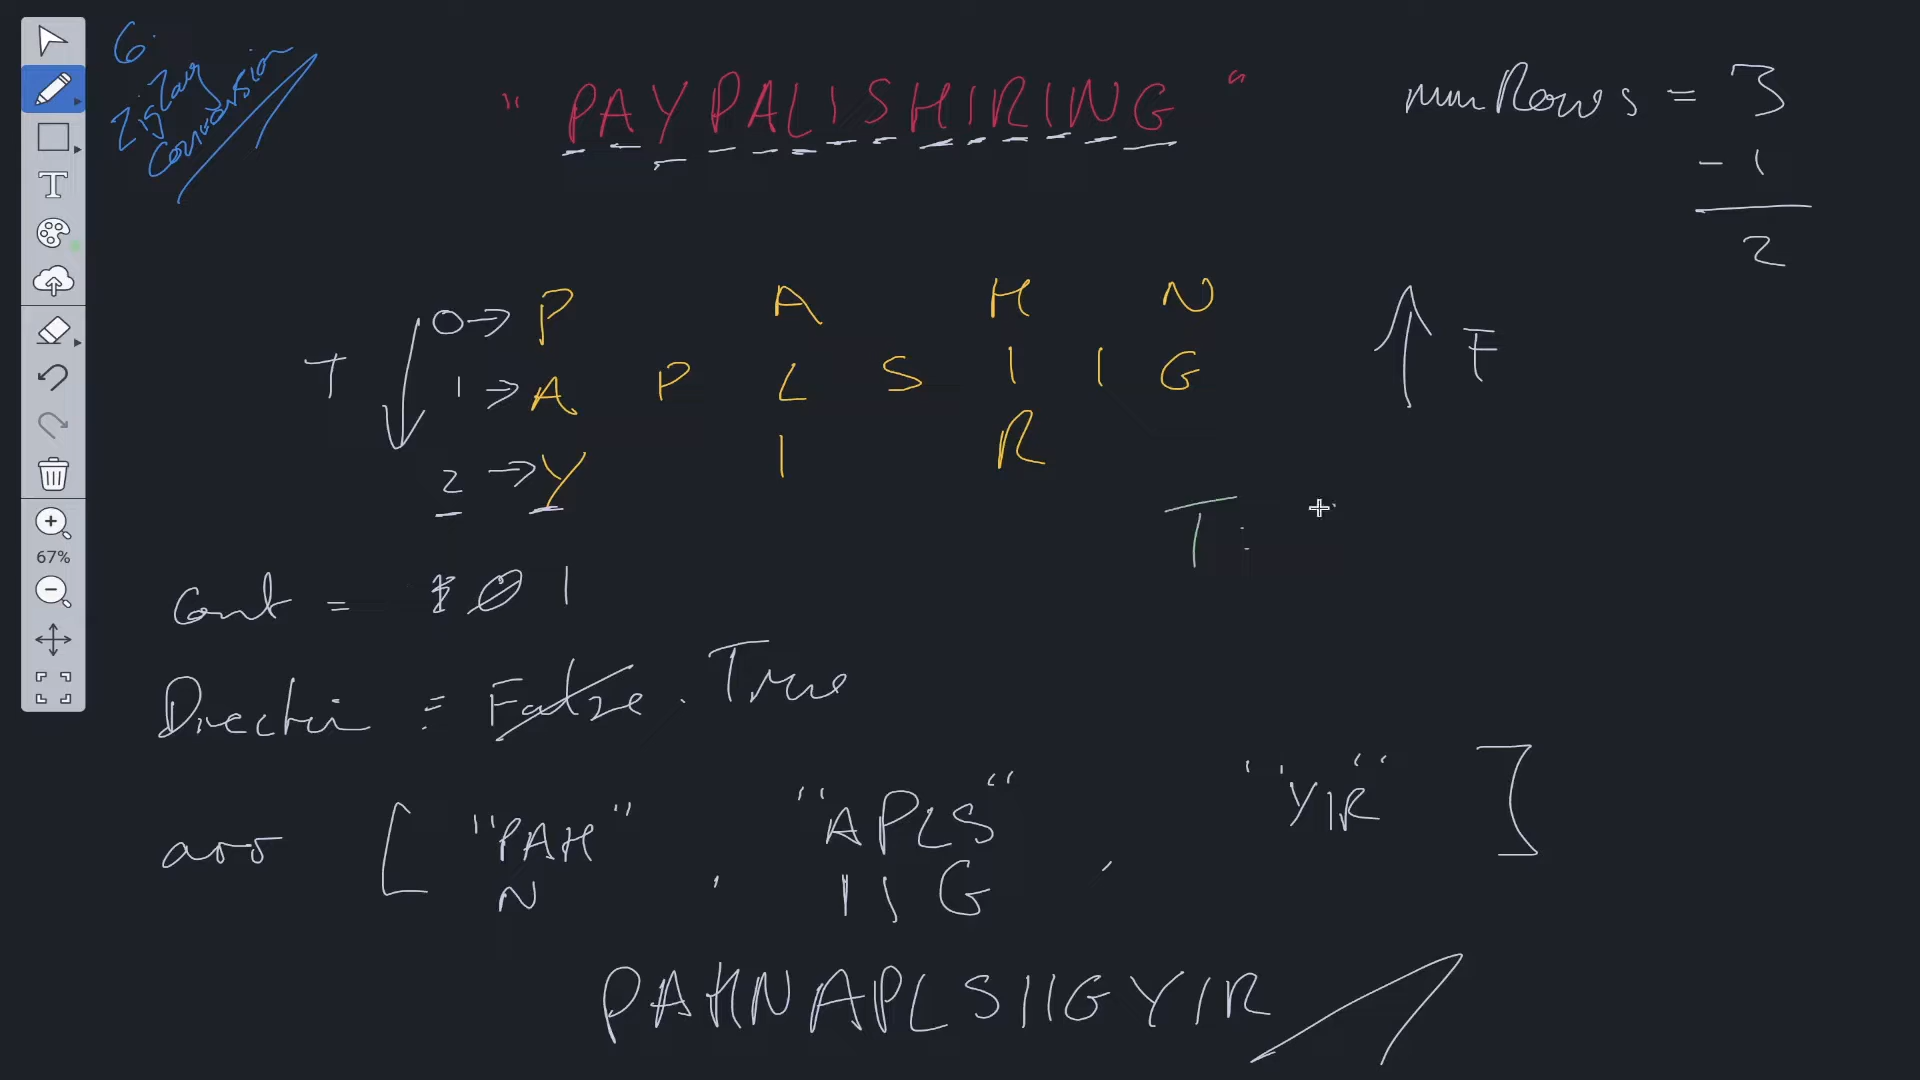 6.
ZigZag
Conversion
"PAYPALISHIRING"
numRows = 3
- 1
2
0→ P A H N
T 1→ A P L S I I G F
2→ Y I R
T:
Count = 1 0 1
Direction = False. True
arr [ "PAH , "APLS" , "YIR" ]
N" IIG
PAHNAPLSIIGYIR
T
67%